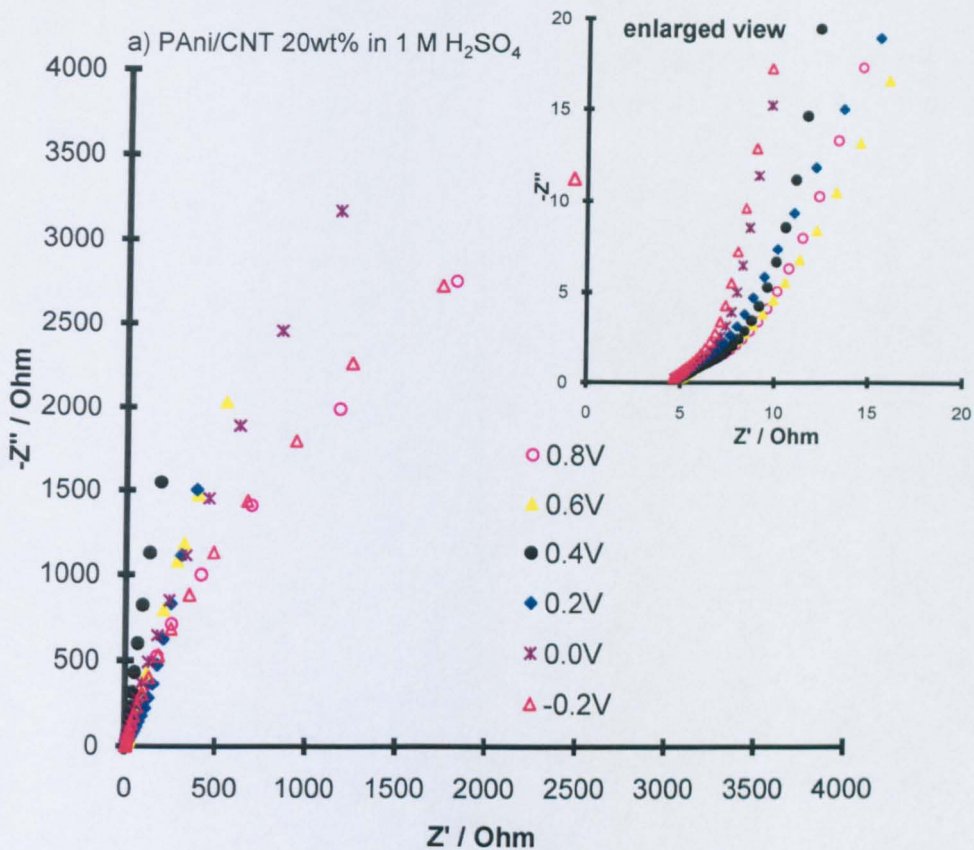 a) PAni/CNT 20wt% in 1 M H₂SO₄
4000
3500
3000
2500
2000
1500
1000
500
0
-Z'' / Ohm
0 500 1000 1500 2000 2500 3000 3500 4000
Z' / Ohm
enlarged view
20
15
10
5
0
-Z''
0 5 10 15 20
Z' / Ohm
0.8V
0.6V
0.4V
0.2V
0.0V
-0.2V